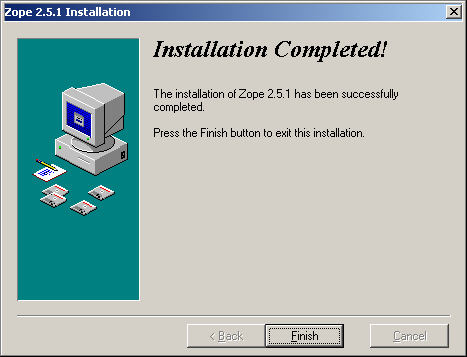 Zope 2.5.1 Installation
Installation Completed!
The installation of Zope 2.5.1 has been successfully
completed.
Press the Finish button to exit this installation.
< Back
Finish
Cancel